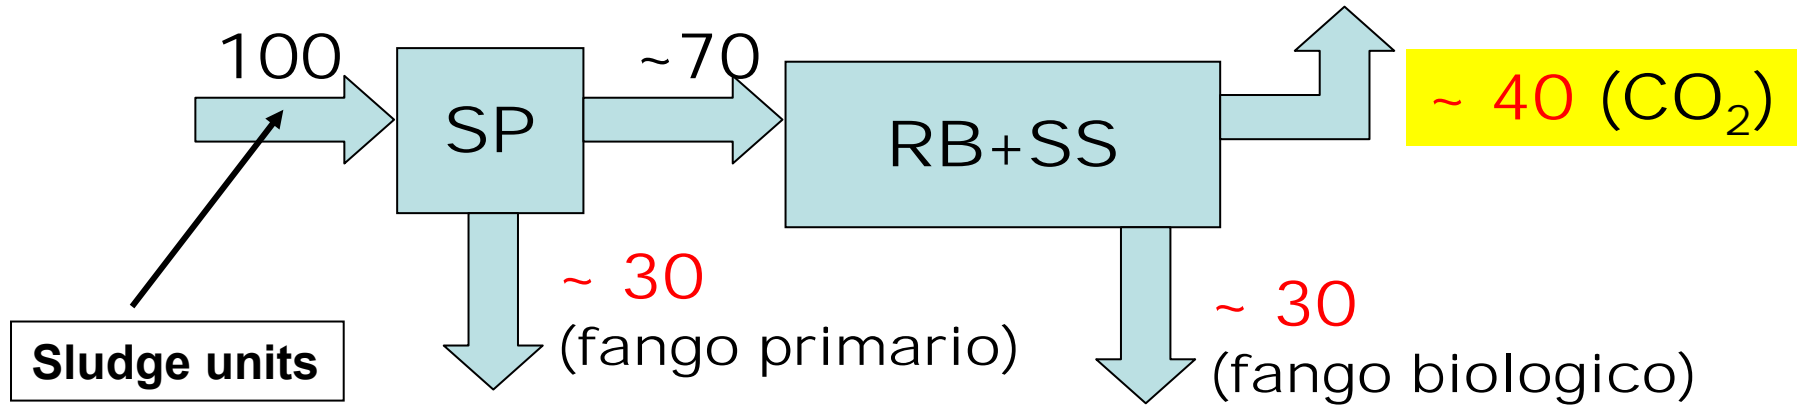 100
SP
~70
RB+SS
~ 40 (CO₂)
Sludge units
~ 30
(fango primario)
~ 30
(fango biologico)